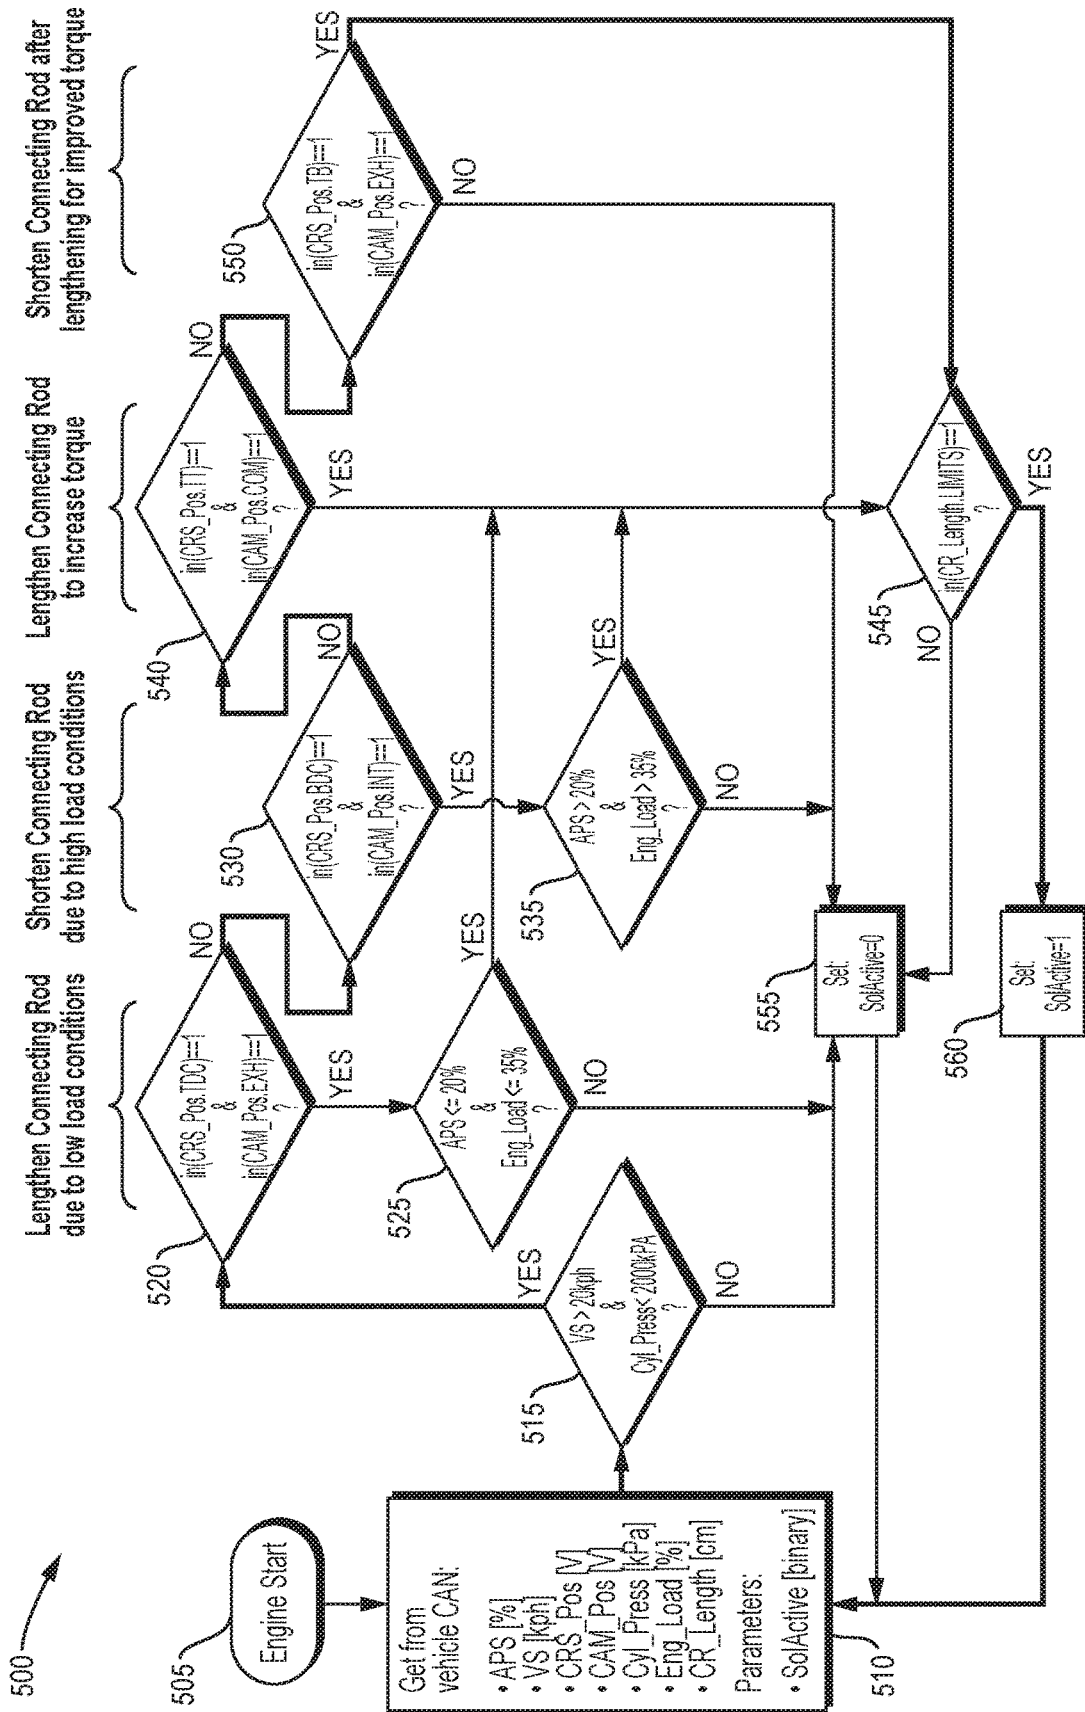 500
505
Engine Start
Get from
vehicle CAN:
• APS [%]
• VS [kph]
• CRS_Pos [V]
• CAM_Pos [V]
• Cyl_Press [kPa]
• Eng_Load [%]
• CR_Length [cm]
Parameters:
• SolActive [binary]
510
515
VS > 20kph
&
Cyl_Press< 2000kPA
?
YES
NO
Lengthen Connecting Rod
due to low load conditions
520
in(CRS_Pos.TDC)==1
&
in(CAM_Pos.EXH)==1
?
NO
YES
525
APS <= 20%
&
Eng_Load <= 35%
?
YES
NO
Shorten Connecting Rod
due to high load conditions
530
in(CRS_Pos.BDC)==1
&
in(CAM_Pos.INT)==1
?
NO
YES
535
APS > 20%
&
Eng_Load > 35%
?
YES
NO
Lengthen Connecting Rod
to increase torque
540
in(CRS_Pos.TT)==1
&
in(CAM_Pos.COM)==1
?
NO
YES
Shorten Connecting Rod after
lengthening for improved torque
550
in(CRS_Pos.TB)==1
&
in(CAM_Pos.EXH)==1
?
YES
NO
545
in(CR_Length.LIMITS)==1
?
NO
YES
555
Set:
SolActive=0
560
Set:
SolActive=1